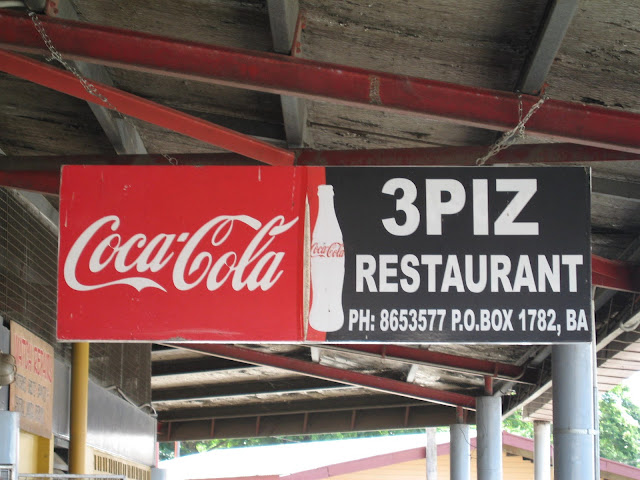 Coca-Cola
Coca-Cola
3PIZ
RESTAURANT
PH: 8653577 P.O.BOX 1782, BA